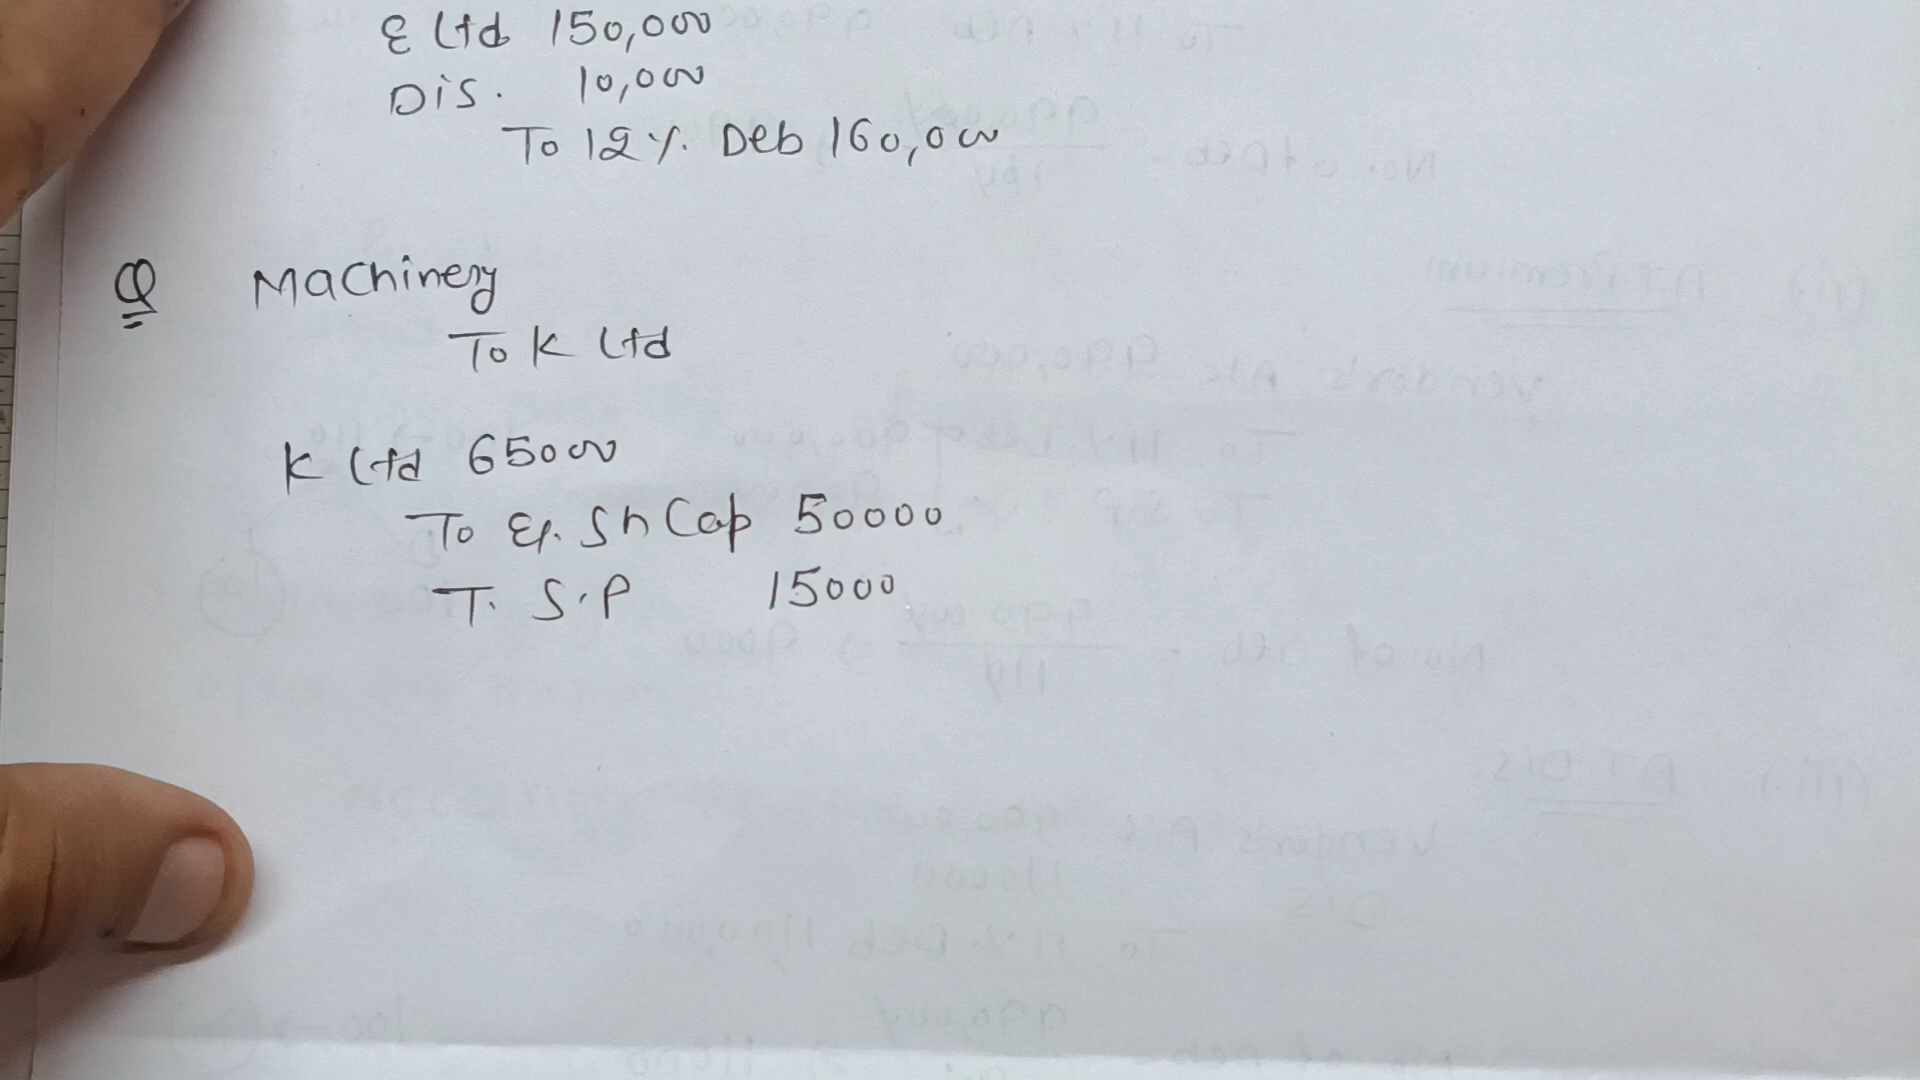 E Ltd 150,000
Dis. 10,000
To 12 %. Deb 160,000
Q Machinery
To K Ltd
K Ltd 65000
To Eq. Sh Cap 50000
T. S.P 15000